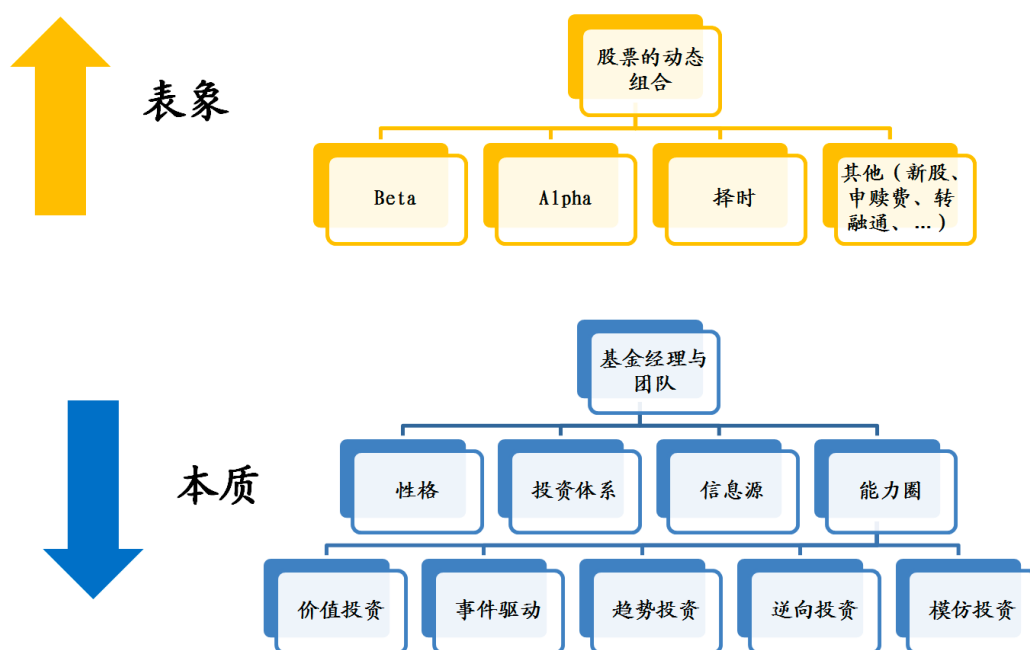 股票的动态
组合
表象
Beta
Alpha
择时
其他（新股、
申赎费、转
融通、…）
基金经理与
团队
本质
性格
投资体系
信息源
能力圈
价值投资
事件驱动
趋势投资
逆向投资
模仿投资